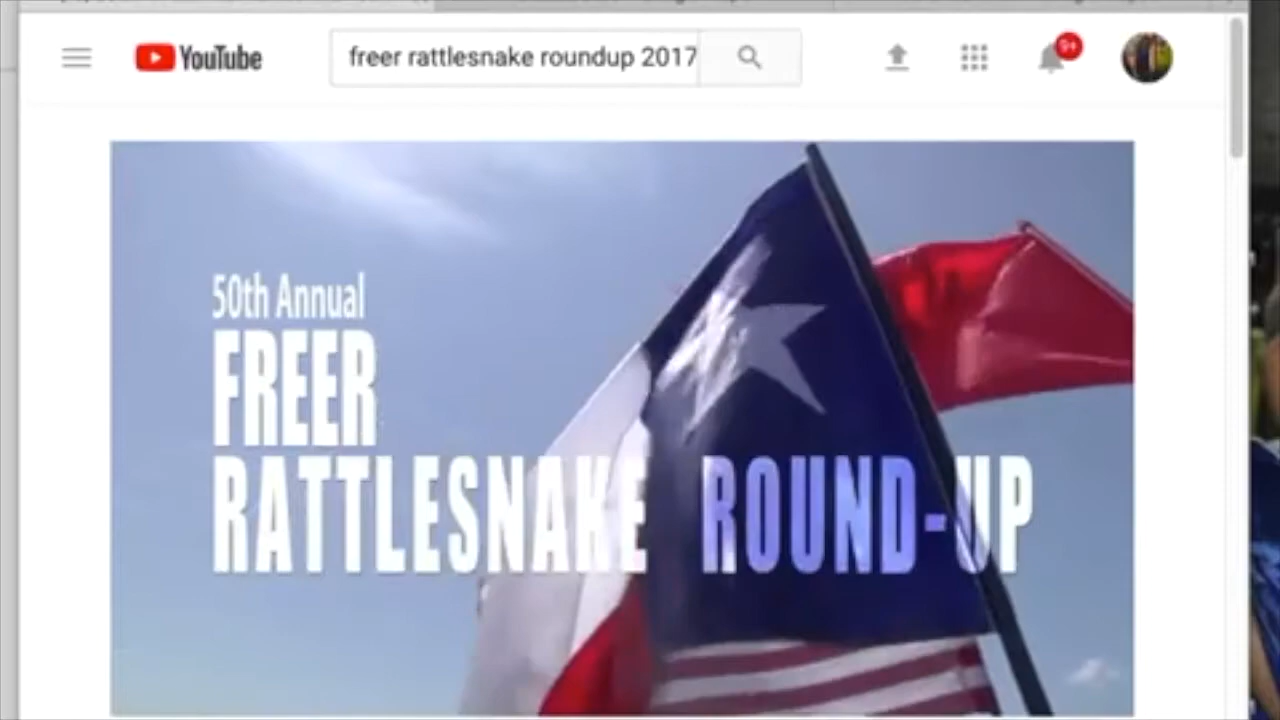 YouTube
freer rattlesnake roundup 2017
9+
50th Annual
FREER
RATTLESNAKE ROUND-UP